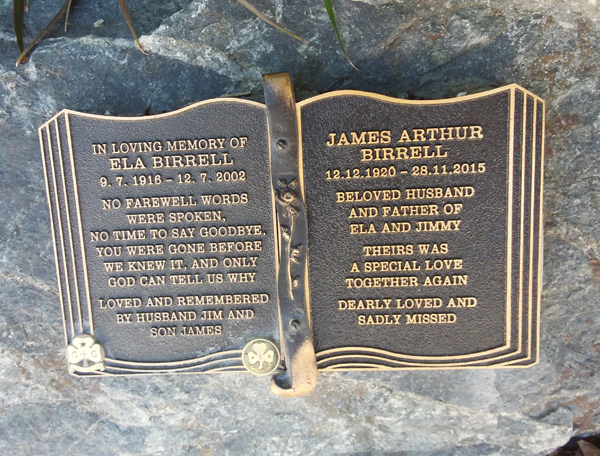 IN LOVING MEMORY OF
ELA BIRRELL
9. 7. 1916 – 12. 7. 2002
NO FAREWELL WORDS
WERE SPOKEN,
NO TIME TO SAY GOODBYE,
YOU WERE GONE BEFORE
WE KNEW IT, AND ONLY
GOD CAN TELL US WHY
LOVED AND REMEMBERED
BY HUSBAND JIM AND
SON JAMES
JAMES ARTHUR
BIRRELL
12.12.1920 – 28.11.2015
BELOVED HUSBAND
AND FATHER OF
ELA AND JIMMY
THEIRS WAS
A SPECIAL LOVE
TOGETHER AGAIN
DEARLY LOVED AND
SADLY MISSED